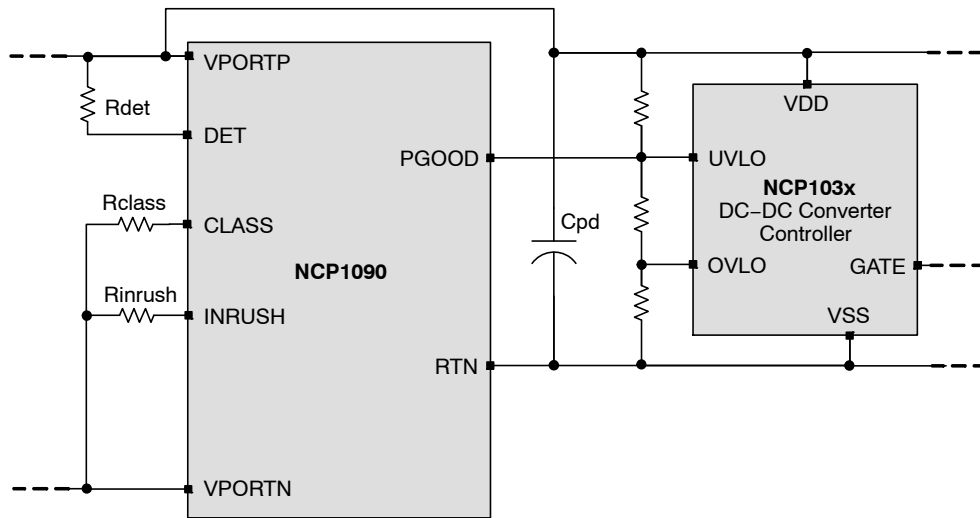 VPORTP
Rdet
DET
VDD
PGOOD
UVLO
NCP103x
DC−DC Converter
Controller
Rclass
CLASS
Cpd
NCP1090
OVLO
GATE
Rinrush
INRUSH
VSS
RTN
VPORTN